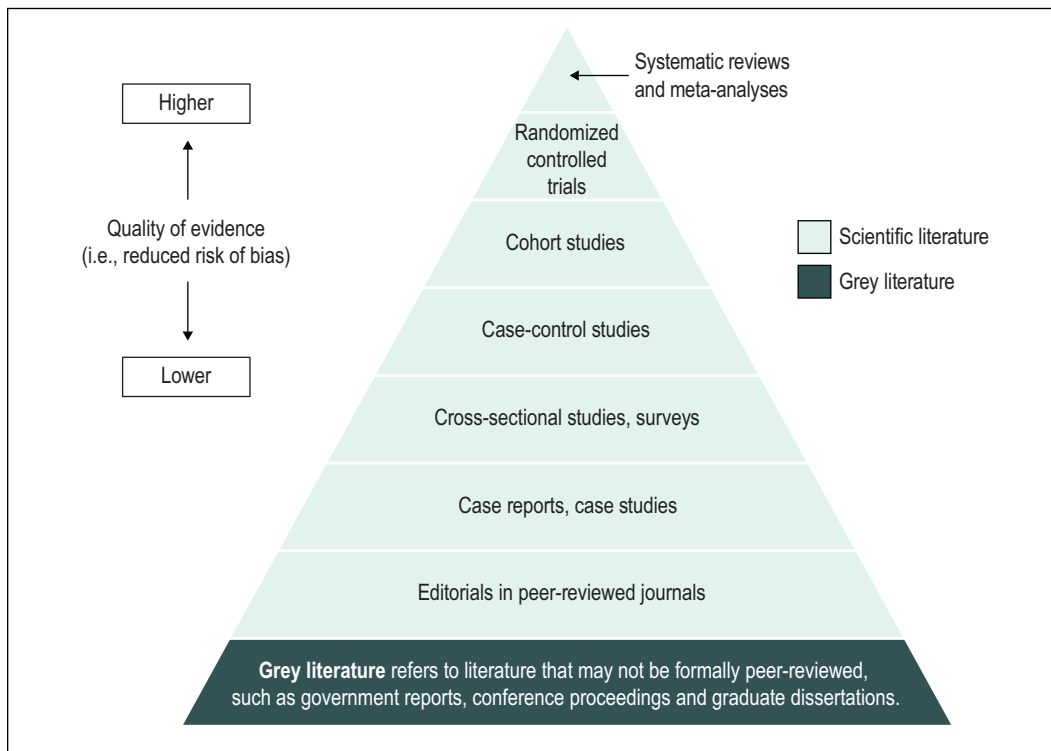 Systematic reviews
and meta-analyses
Higher
Randomized
controlled
trials
Quality of evidence
(i.e., reduced risk of bias)
Cohort studies
Scientific literature
Grey literature
Case-control studies
Lower
Cross-sectional studies, surveys
Case reports, case studies
Editorials in peer-reviewed journals
Grey literature refers to literature that may not be formally peer-reviewed,
such as government reports, conference proceedings and graduate dissertations.